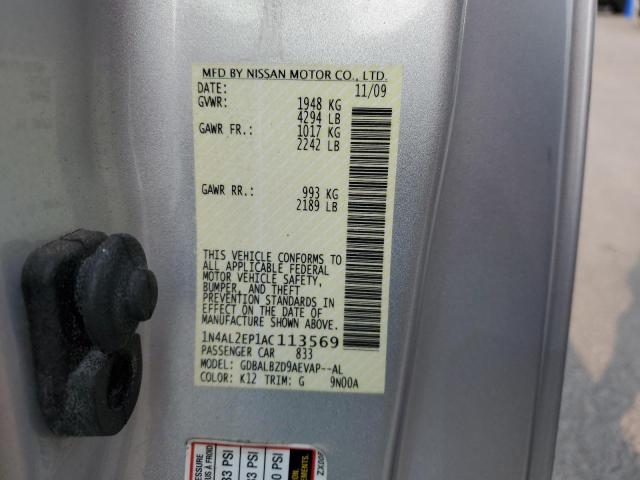 MFD BY NISSAN MOTOR CO., LTD.
DATE: 11/09
GVWR: 1948 KG
4294 LB
GAWR FR.: 1017 KG
2242 LB
GAWR RR.: 993 KG
2189 LB
THIS VEHICLE CONFORMS TO
ALL APPLICABLE FEDERAL
MOTOR VEHICLE SAFETY,
BUMPER, AND THEFT
PREVENTION STANDARDS IN
EFFECT ON THE DATE OF
MANUFACTURE SHOWN ABOVE.
1N4AL2EP1AC113569
PASSENGER CAR 833
MODEL: GDBALBZD9AEVAP--AL
COLOR: K12 TRIM: G 9N00A